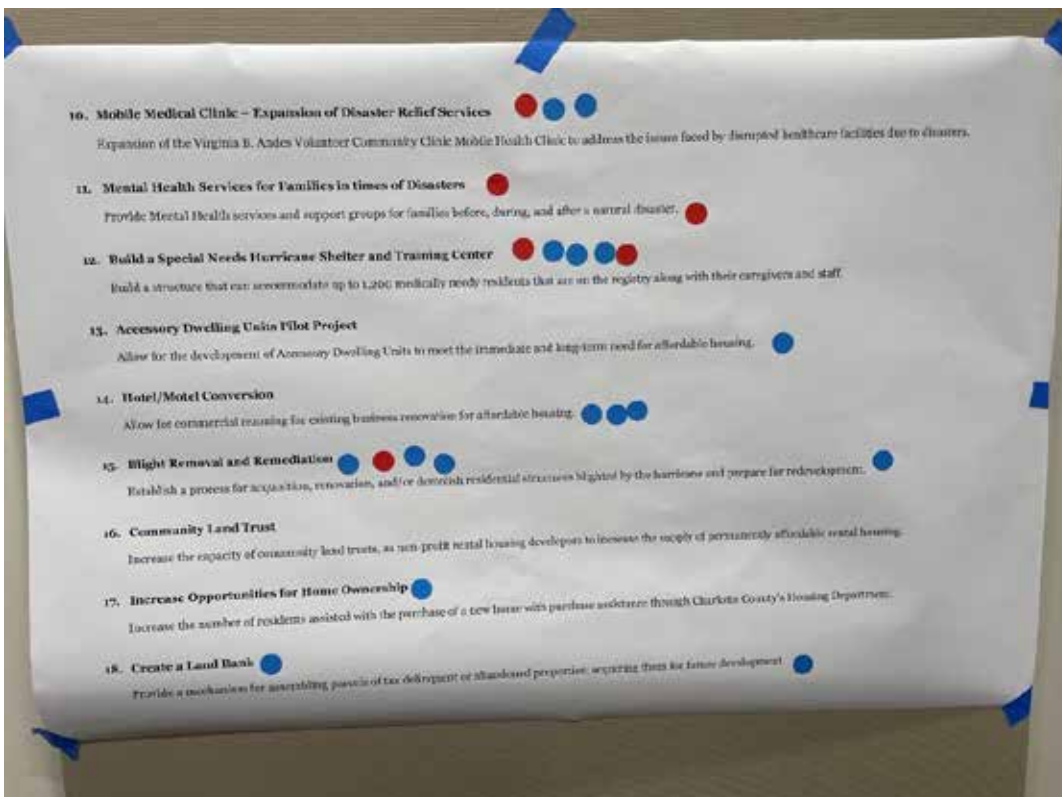 10. Mobile Medical Clinic – Expansion of Disaster Relief Services
Expansion of the Virginia B. Andes Volunteer Community Clinic Mobile Health Clinic to address the issues faced by disrupted healthcare facilities due to disasters.
11. Mental Health Services for Families in times of Disasters
Provide Mental Health services and support groups for families before, during, and after a natural disaster.
12. Build a Special Needs Hurricane Shelter and Training Center
Build a structure that can accommodate up to 1,200 medically needy residents that are on the registry along with their caregivers and staff.
13. Accessory Dwelling Units Pilot Project
Allow for the development of Accessory Dwelling Units to meet the immediate and long-term need for affordable housing.
14. Hotel/Motel Conversion
Allow for commercial rezoning for existing business renovation for affordable housing.
15. Blight Removal and Remediation
Establish a process for acquisition, renovation, and/or demolish residential structures blighted by the hurricane and prepare for redevelopment.
16. Community Land Trust
Increase the capacity of community land trusts, as non-profit rental housing developers to increase the supply of permanently affordable rental housing.
17. Increase Opportunities for Home Ownership
Increase the number of residents assisted with the purchase of a new home with purchase assistance through Charlotte County's Housing Department.
18. Create a Land Bank
Provide a mechanism for assembling parcels of tax delinquent or abandoned properties, acquiring them for future development